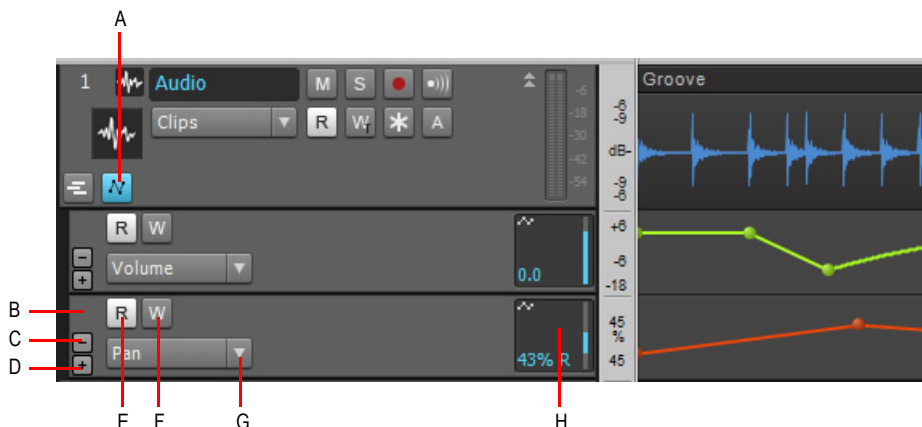 A
1 Audio M S
Clips R W A
-6
-18
-30
-42
-54
-6
-9
dB-
-9
-6
Groove
R W
Volume
- +
0.0
+6
-6
-18
B
C
D
R W
- +
Pan
43% R
45
%
45
E F G H